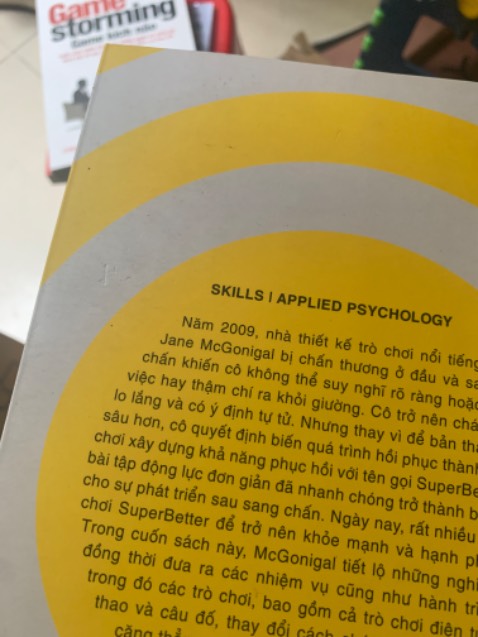 Game
storming
Game kích não
SKILLS | APPLIED PSYCHOLOGY
Năm 2009, nhà thiết kế trò chơi nổi tiếng
Jane McGonigal bị chấn thương ở đầu và sa
chấn khiến cô không thể suy nghĩ rõ ràng hoặc
việc hay thậm chí ra khỏi giường. Cô trở nên chá
lo lắng và có ý định tự tử. Nhưng thay vì để bản thâ
sâu hơn, cô quyết định biến quá trình hồi phục thành
chơi xây dựng khả năng phục hồi với tên gọi SuperBe
bài tập động lực đơn giản đã nhanh chóng trở thành b
cho sự phát triển sau sang chấn. Ngày nay, rất nhiều
chơi SuperBetter để trở nên khỏe mạnh và hạnh ph
Trong cuốn sách này, McGonigal tiết lộ những nghi
đồng thời đưa ra các nhiệm vụ cũng như hành trì
trong đó các trò chơi, bao gồm cả trò chơi điện t
thao và câu đố, thay đổi cách
căng